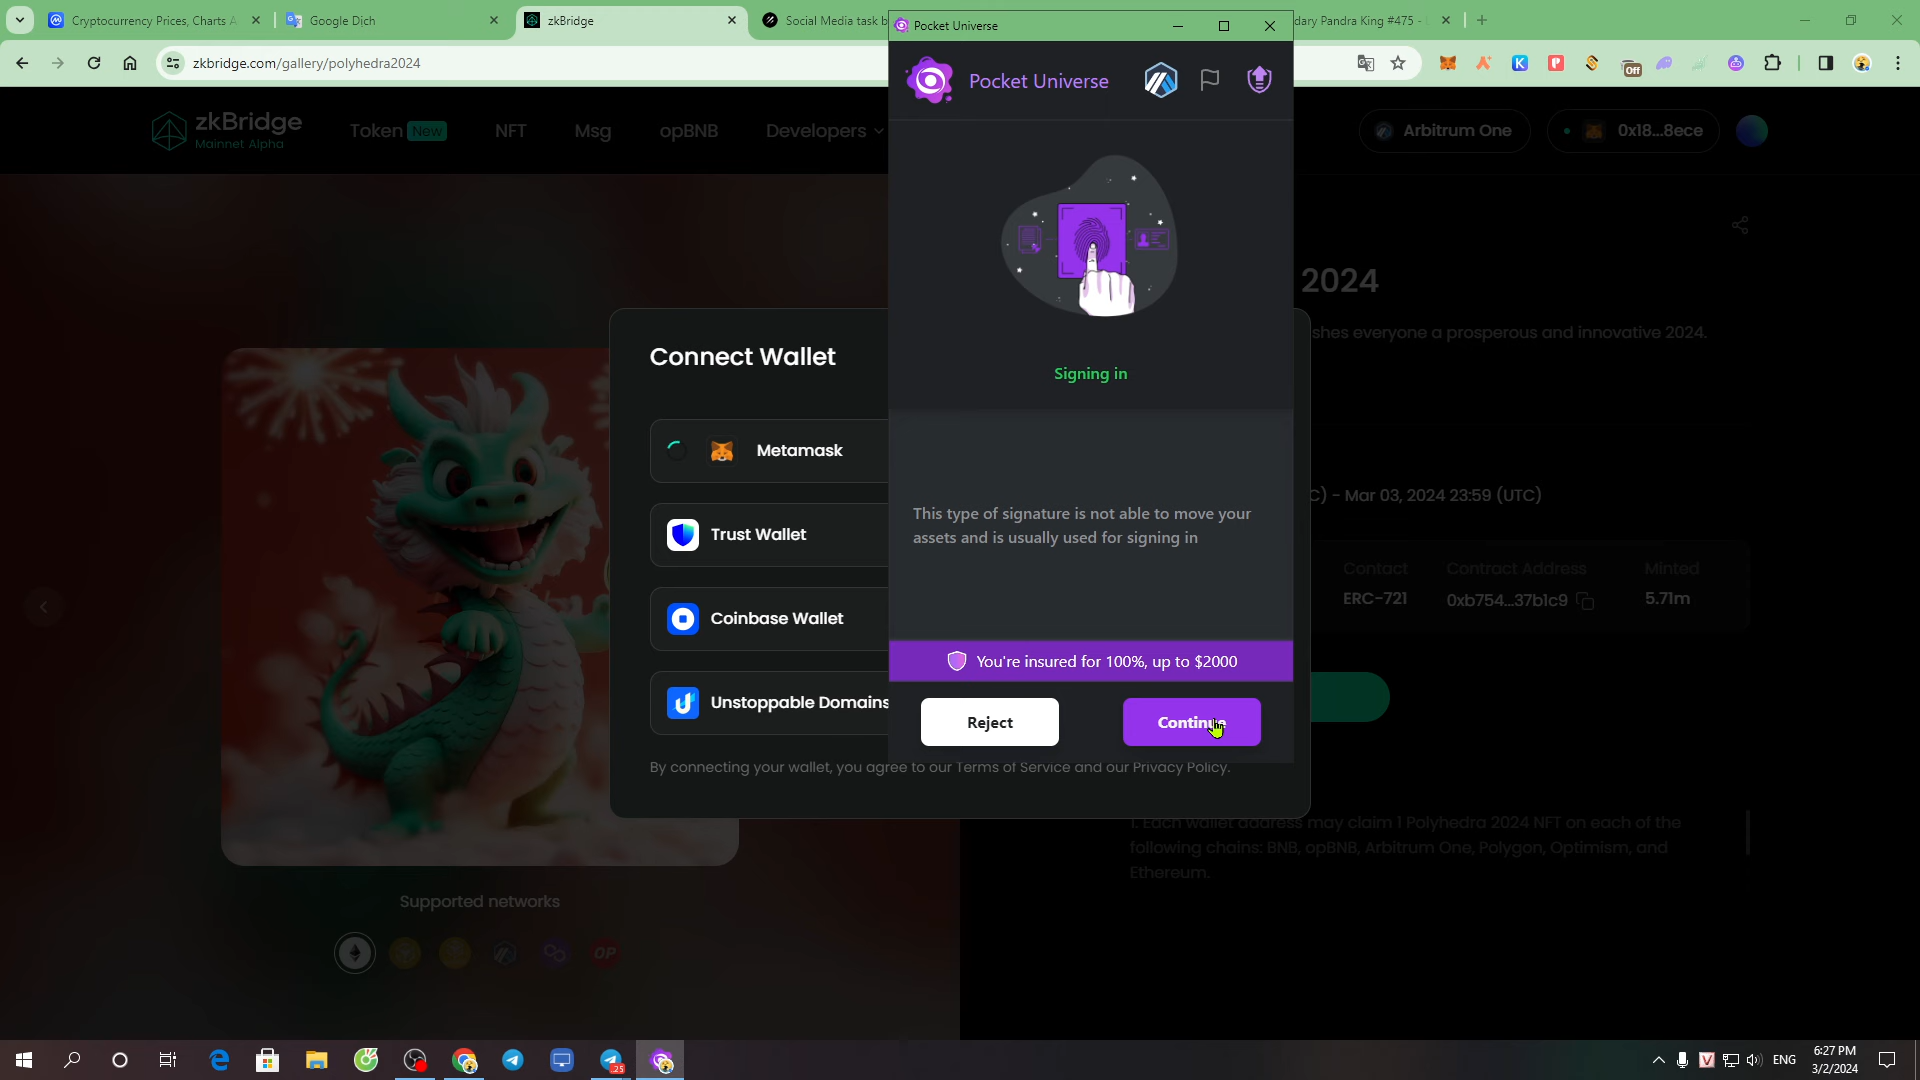 Cryptocurrency Prices, Charts A
Google Dịch
zkBridge
Social Media task b
Pocket Universe
dary Pandra King #475 -
zkbridge.com/gallery/polyhedra2024
Off
zkBridge
Mainnet Alpha
Token New
NFT
Msg
opBNB
Developers
Pocket Universe
Arbitrum One
0x18...8ece
2024
shes everyone a prosperous and innovative 2024.
Connect Wallet
Signing in
Metamask
Trust Wallet
Coinbase Wallet
Unstoppable Domains
By connecting your wallet, you agree to our Terms of Service and our Privacy Policy.
This type of signature is not able to move your
assets and is usually used for signing in
You're insured for 100%, up to $2000
Reject
Continue
C) - Mar 03, 2024 23:59 (UTC)
Contact
Contract Address
Minted
ERC-721
0xb754...37b1c9
5.71m
1. Each wallet address may claim 1 Polyhedra 2024 NFT on each of the
following chains: BNB, opBNB, Arbitrum One, Polygon, Optimism, and
Ethereum.
Supported networks
OP
25
ENG
6:27 PM
3/2/2024